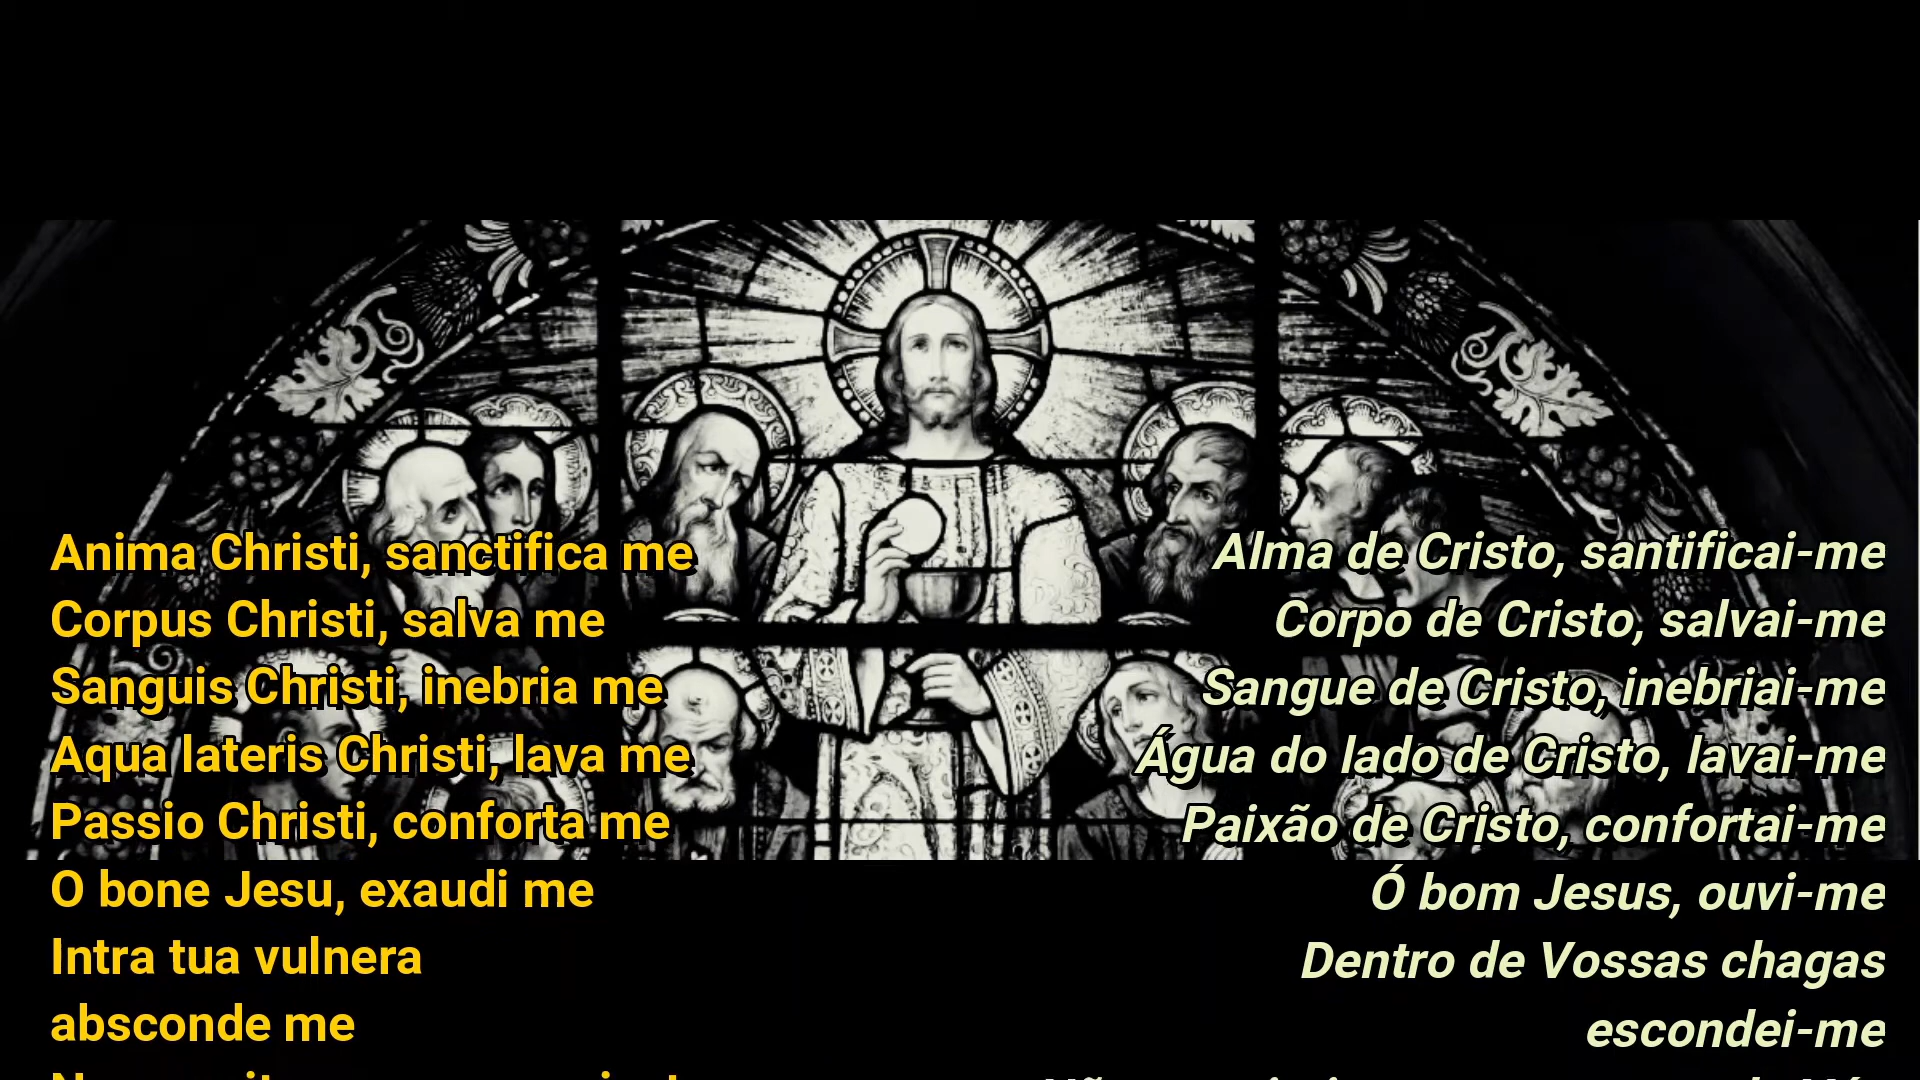 Anima Christi, sanctifica me
Corpus Christi, salva me
Sanguis Christi, inebria me
Aqua lateris Christi, lava me
Passio Christi, conforta me
O bone Jesu, exaudi me
Intra tua vulnera
absconde me
Alma de Cristo, santificai-me
Corpo de Cristo, salvai-me
Sangue de Cristo, inebriai-me
Água do lado de Cristo, lavai-me
Paixão de Cristo, confortai-me
Ó bom Jesus, ouvi-me
Dentro de Vossas chagas
escondei-me